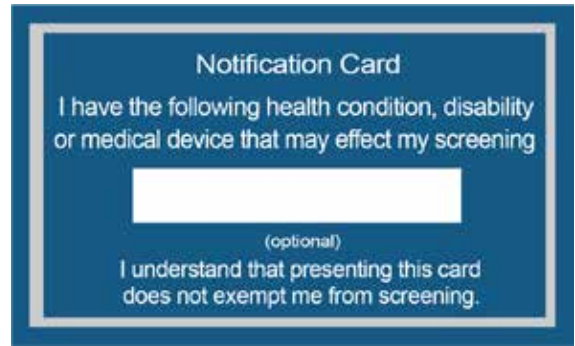 Notification Card
I have the following health condition, disability
or medical device that may effect my screening
(optional)
I understand that presenting this card
does not exempt me from screening.